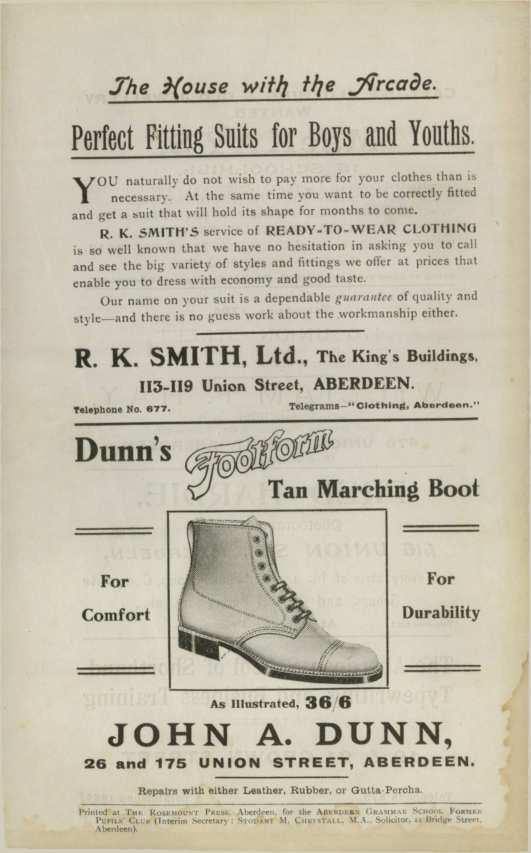 The House with the Arcade.
Perfect Fitting Suits for Boys and Youths.
YOU naturally do not wish to pay more for your clothes than is
necessary. At the same time you want to be correctly fitted
and get a suit that will hold its shape for months to come.
R. K. SMITH'S service of READY-TO-WEAR CLOTHING
is so well known that we have no hesitation in asking you to call
and see the big variety of styles and fittings we offer at prices that
enable you to dress with economy and good taste.
Our name on your suit is a dependable guarantee of quality and
style—and there is no guess work about the workmanship either.
R. K. SMITH, Ltd., The King's Buildings,
113-119 Union Street, ABERDEEN.
Telephone No. 677. Telegrams—"Clothing, Aberdeen."
Dunn's Footform
Tan Marching Boot
For
Comfort
For
Durability
As Illustrated, 36/6
JOHN A. DUNN,
26 and 175 UNION STREET, ABERDEEN.
Repairs with either Leather, Rubber, or Gutta-Percha.
Printed at THE ROSEMOUNT PRESS, Aberdeen, for the ABERDEEN GRAMMAR SCHOOL FORMER
PUPILS' CLUB (Interim Secretary: STODART M. CHRYSTALL, M.A., Solicitor, 11 Bridge Street,
Aberdeen).